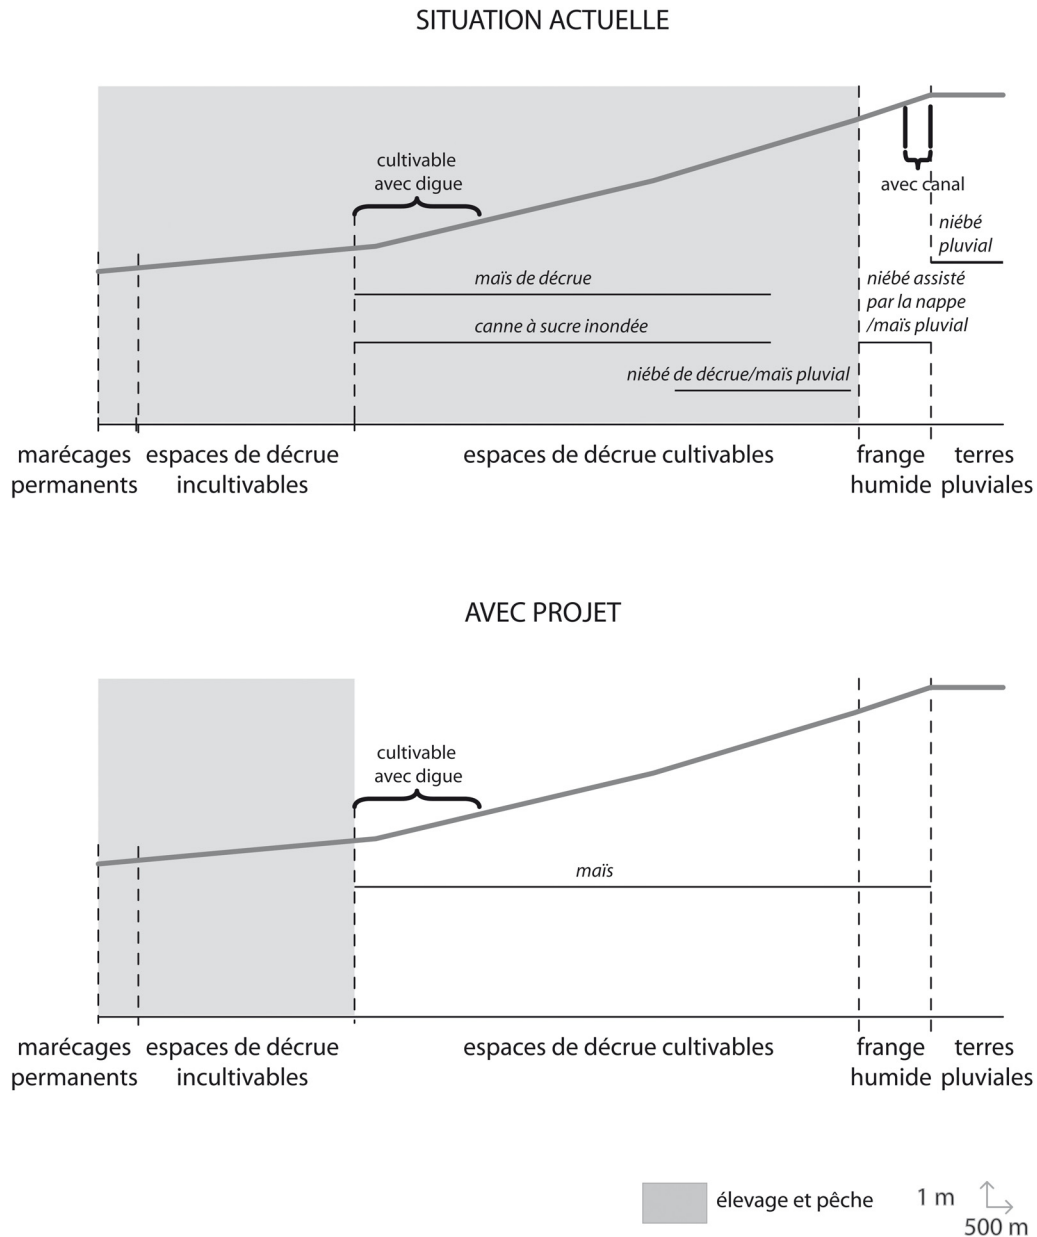 SITUATION ACTUELLE
cultivable
avec digue
avec canal
niébé
pluvial
maïs de décrue
niébé assisté
par la nappe
/maïs pluvial
canne à sucre inondée
niébé de décrue/maïs pluvial
marécages
permanents
espaces de décrue
incultivables
espaces de décrue cultivables
frange
humide
terres
pluviales
AVEC PROJET
cultivable
avec digue
maïs
marécages
permanents
espaces de décrue
incultivables
espaces de décrue cultivables
frange
humide
terres
pluviales
élevage et pêche
1 m
500 m